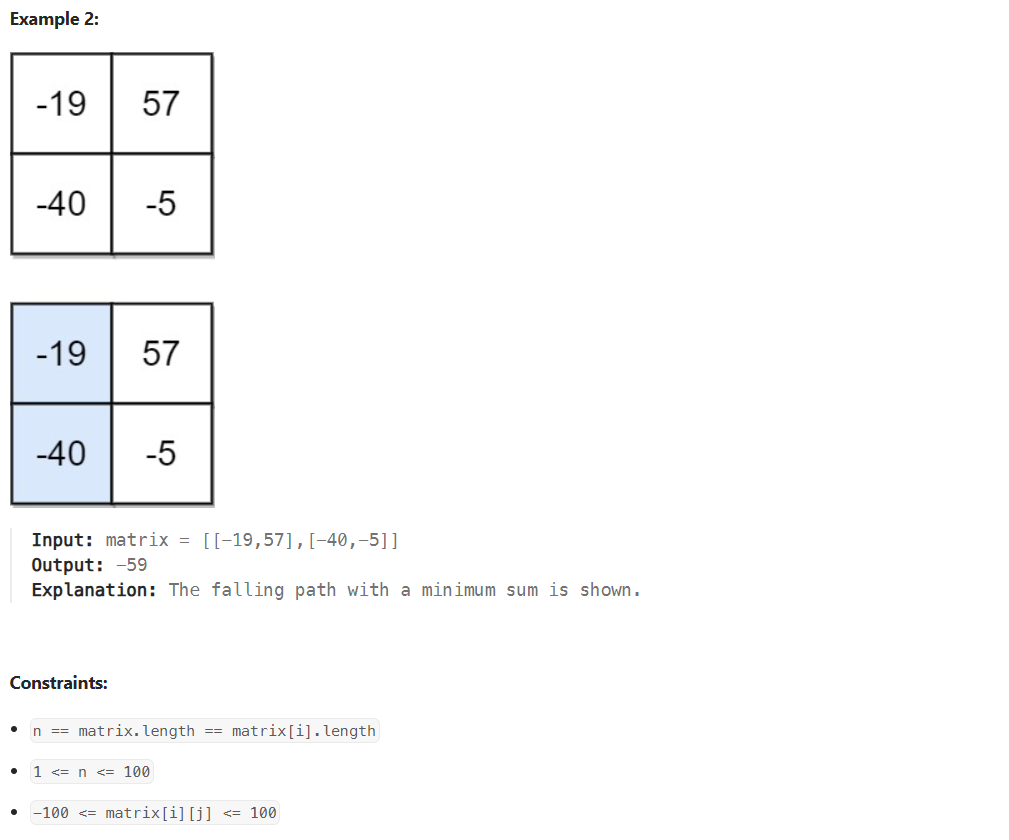 Example 2:
-19 57
-40 -5
-19 57
-40 -5
Input: matrix = [[-19,57],[-40,-5]]
Output: -59
Explanation: The falling path with a minimum sum is shown.
Constraints:
• n == matrix.length == matrix[i].length
• 1 <= n <= 100
• -100 <= matrix[i][j] <= 100